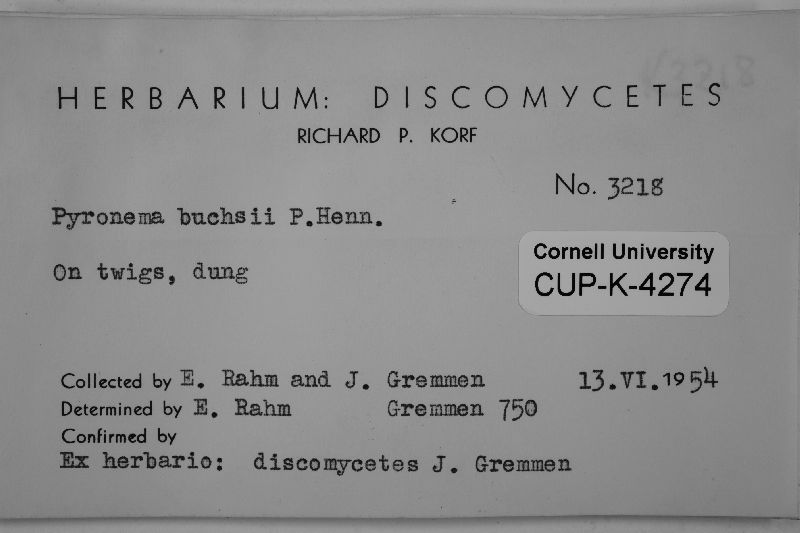 HERBARIUM: DISCOMYCETES
RICHARD P. KORF
No. 3218
Pyronema buchsii P.Henn.
On twigs, dung
Cornell University
CUP-K-4274
Collected by E. Rahm and J. Gremmen 13.VI.1954
Determined by E. Rahm Gremmen 750
Confirmed by
Ex herbario: discomycetes J. Gremmen